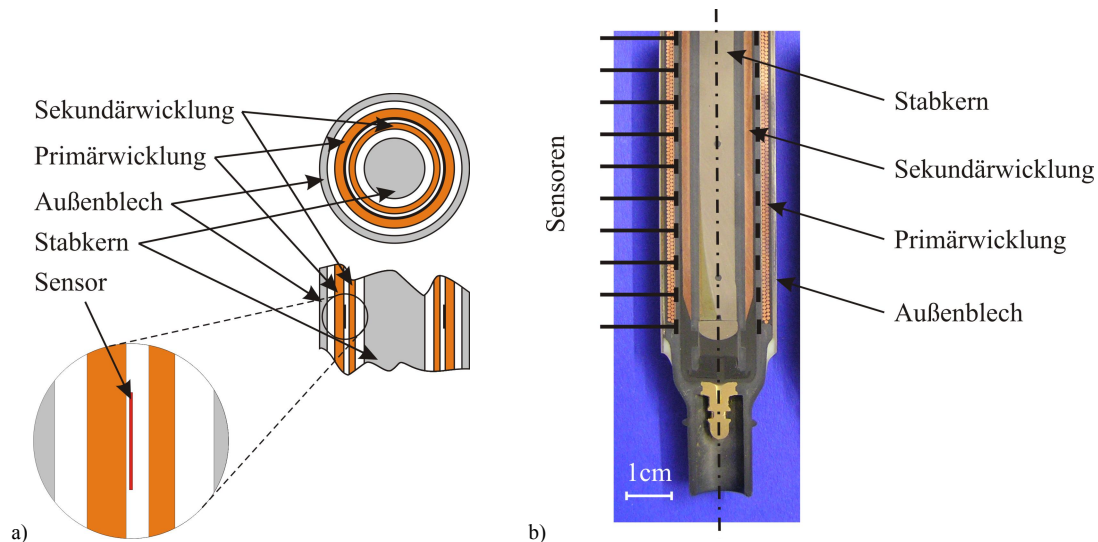 Sekundärwicklung
Primärwicklung
Außenblech
Stabkern
Sensor
a)
Sensoren
Stabkern
Sekundärwicklung
Primärwicklung
Außenblech
1cm
b)